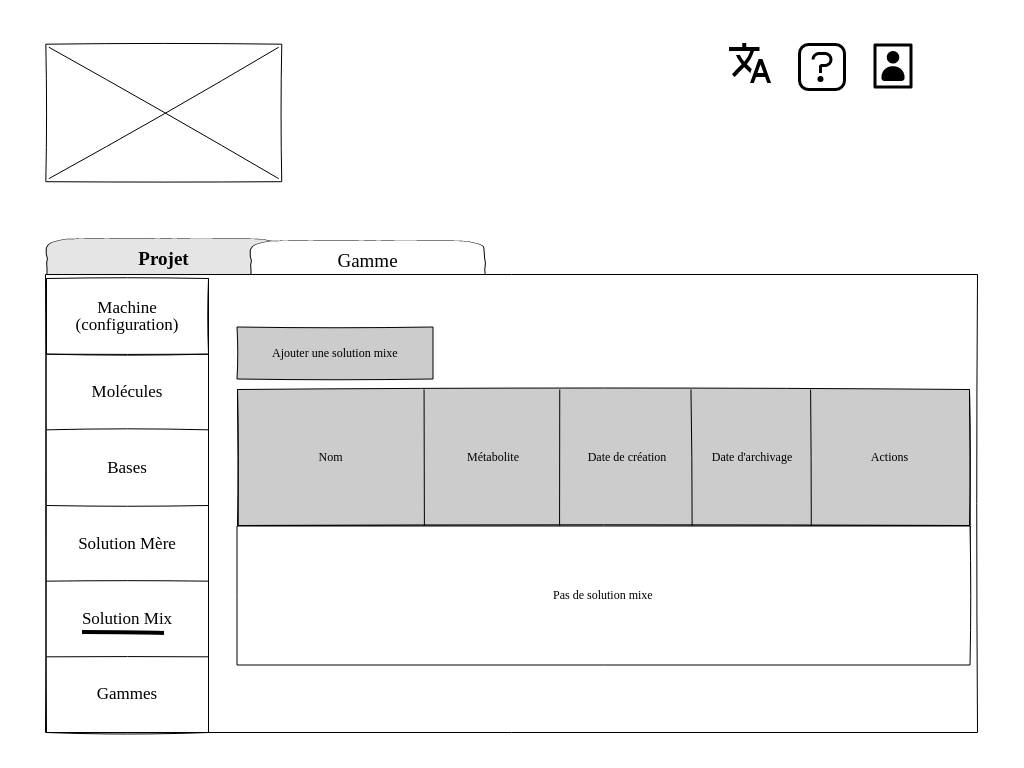 Projet
Gamme
Machine
(configuration)
Molécules
Bases
Solution Mère
Solution Mix
Gammes
Ajouter une solution mixe
Nom
Métabolite
Date de création
Date d'archivage
Actions
Pas de solution mixe